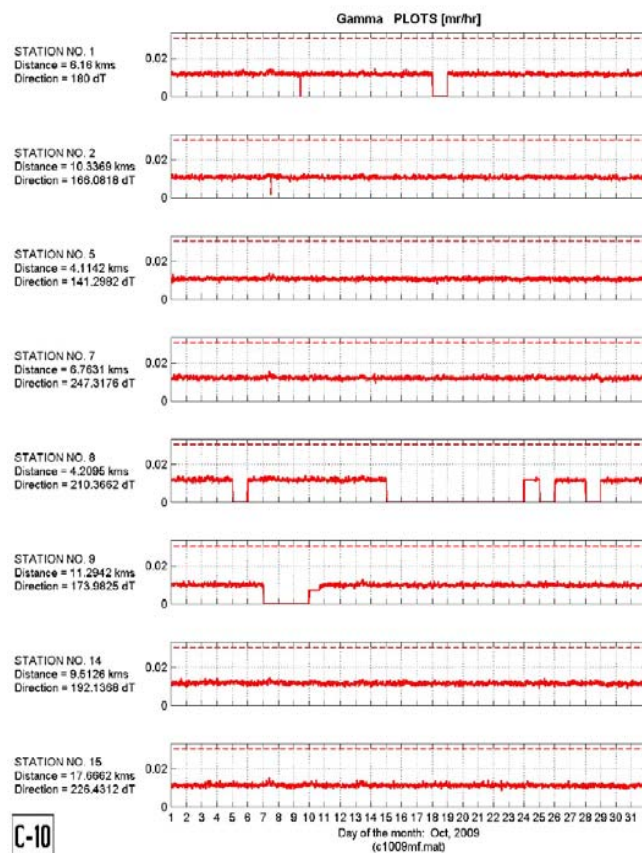 Gamma PLOTS [mr/hr]
STATION NO. 1
Distance = 6.16 kms
Direction = 180 dT
0.02
0
STATION NO. 2
Distance = 10.3369 kms
Direction = 166.0818 dT
0.02
0
STATION NO. 5
Distance = 4.1142 kms
Direction = 141.2982 dT
0.02
0
STATION NO. 7
Distance = 6.7631 kms
Direction = 247.3176 dT
0.02
0
STATION NO. 8
Distance = 4.2095 kms
Direction = 210.3662 dT
0.02
0
STATION NO. 9
Distance = 11.2942 kms
Direction = 173.9825 dT
0.02
0
STATION NO. 14
Distance = 9.5126 kms
Direction = 192.1368 dT
0.02
0
STATION NO. 15
Distance = 17.6662 kms
Direction = 226.4312 dT
0.02
0
1 2 3 4 5 6 7 8 9 10 11 12 13 14 15 16 17 18 19 20 21 22 23 24 25 26 27 28 29 30 31
Day of the month: Oct, 2009
(c1009mf.mat)
C-10